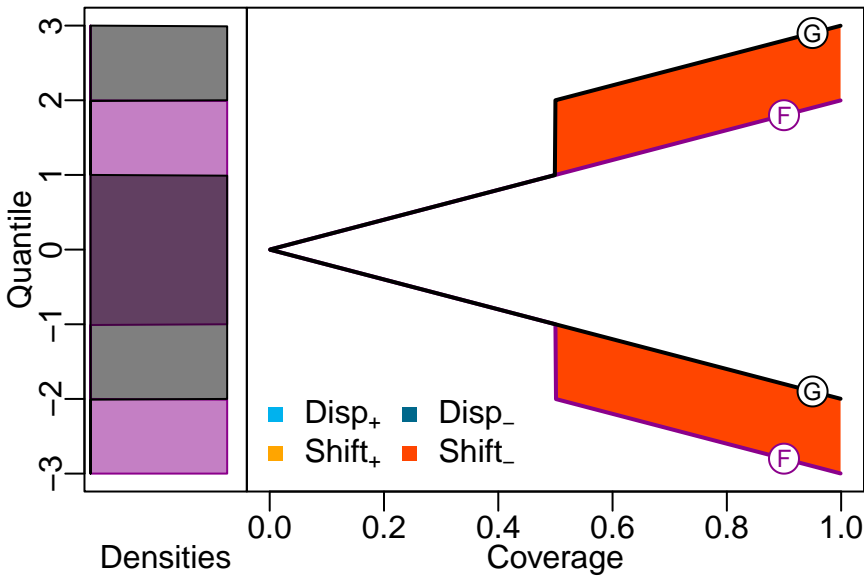 Quantile
3
2
1
0
−1
−2
−3
G
F
G
F
Disp₊ Disp₋
Shift₊ Shift₋
0.0 0.2 0.4 0.6 0.8 1.0
Densities Coverage